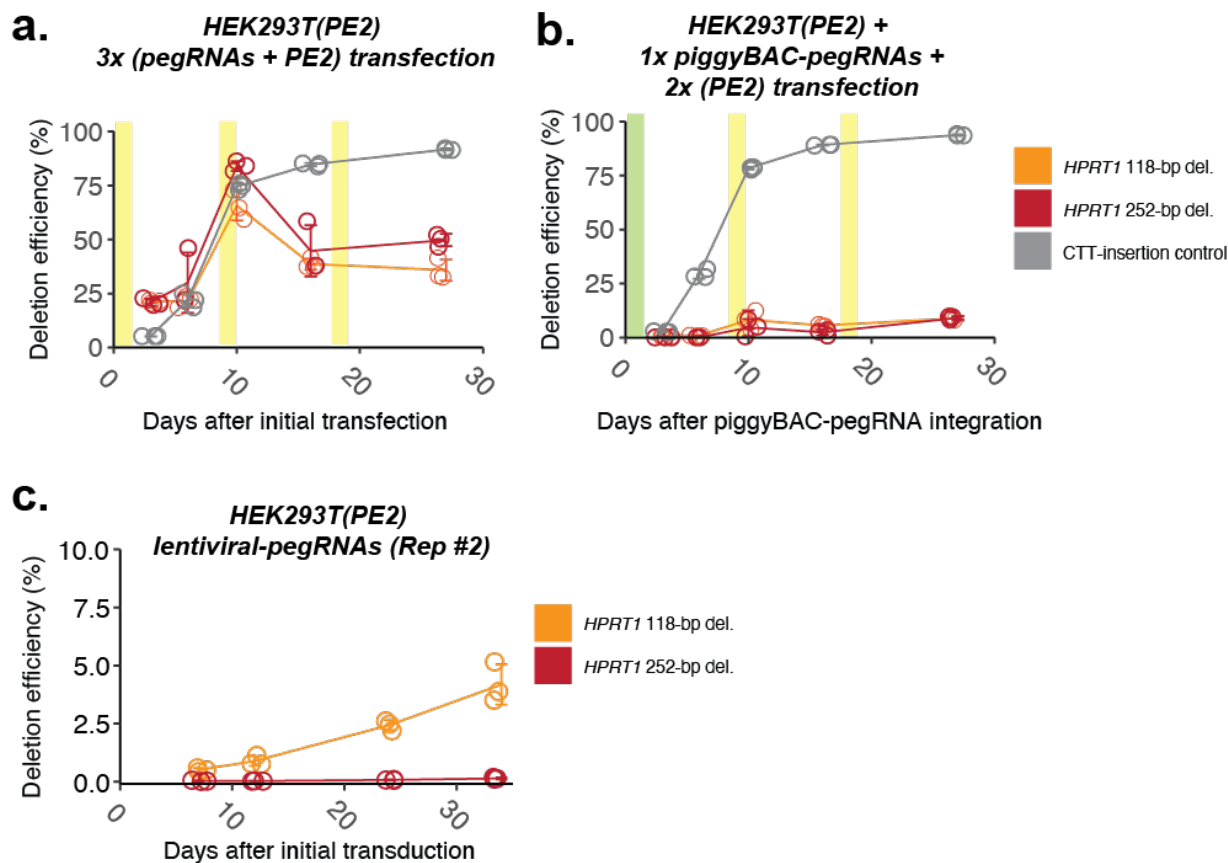 a.
HEK293T(PE2)
3x (pegRNAs + PE2) transfection
Deletion efficiency (%)
100
75
50
25
0
0
10
20
30
Days after initial transfection
b.
HEK293T(PE2) +
1x piggyBAC-pegRNAs +
2x (PE2) transfection
Deletion efficiency (%)
100
75
50
25
0
0
10
20
30
Days after piggyBAC-pegRNA integration
HPRT1 118-bp del.
HPRT1 252-bp del.
CTT-insertion control
c.
HEK293T(PE2)
lentiviral-pegRNAs (Rep #2)
Deletion efficiency (%)
10.0
7.5
5.0
2.5
0.0
0
10
20
30
Days after initial transduction
HPRT1 118-bp del.
HPRT1 252-bp del.